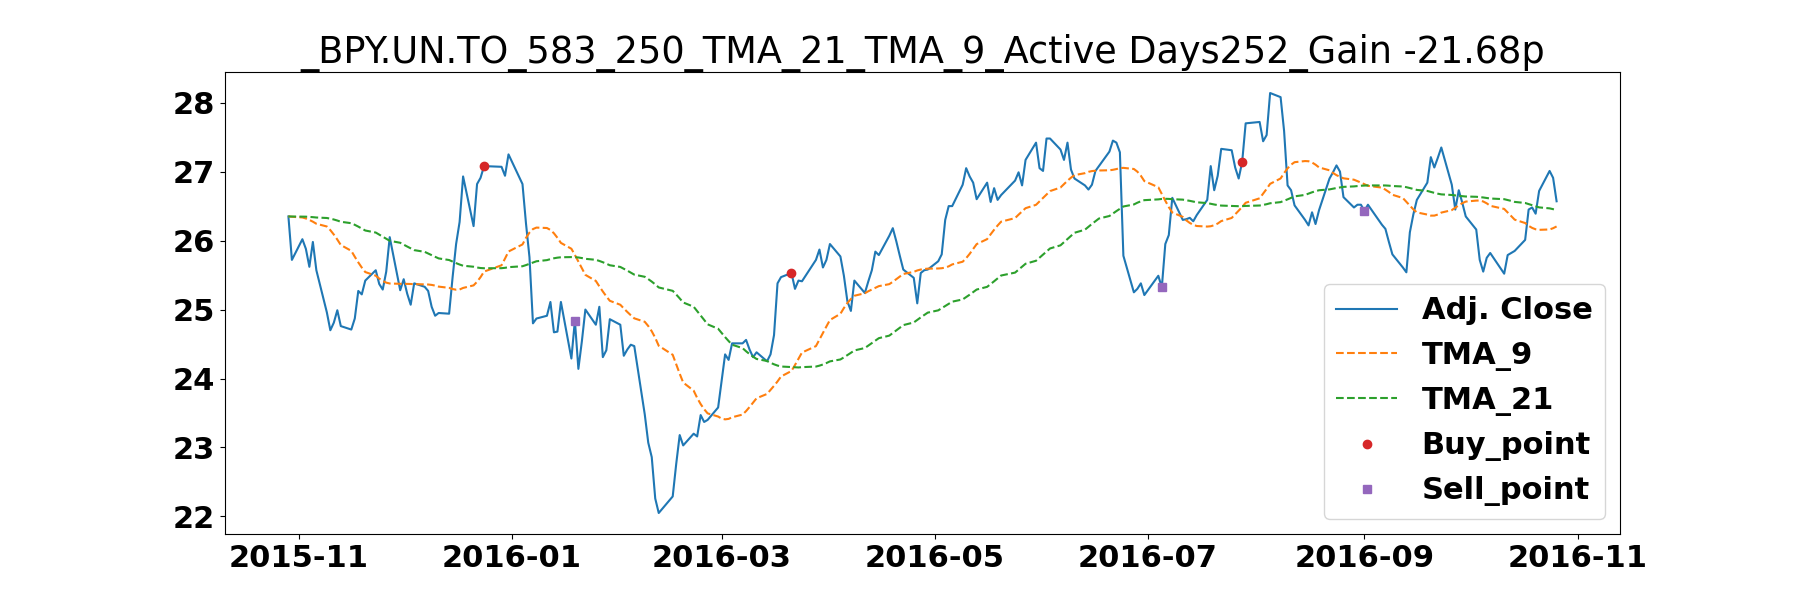 _BPY.UN.TO_583_250_TMA_21_TMA_9_Active Days252_Gain -21.68p
28
27
26
25
24
23
22
Adj. Close
TMA_9
TMA_21
Buy_point
Sell_point
2015-11 2016-01 2016-03 2016-05 2016-07 2016-09 2016-11